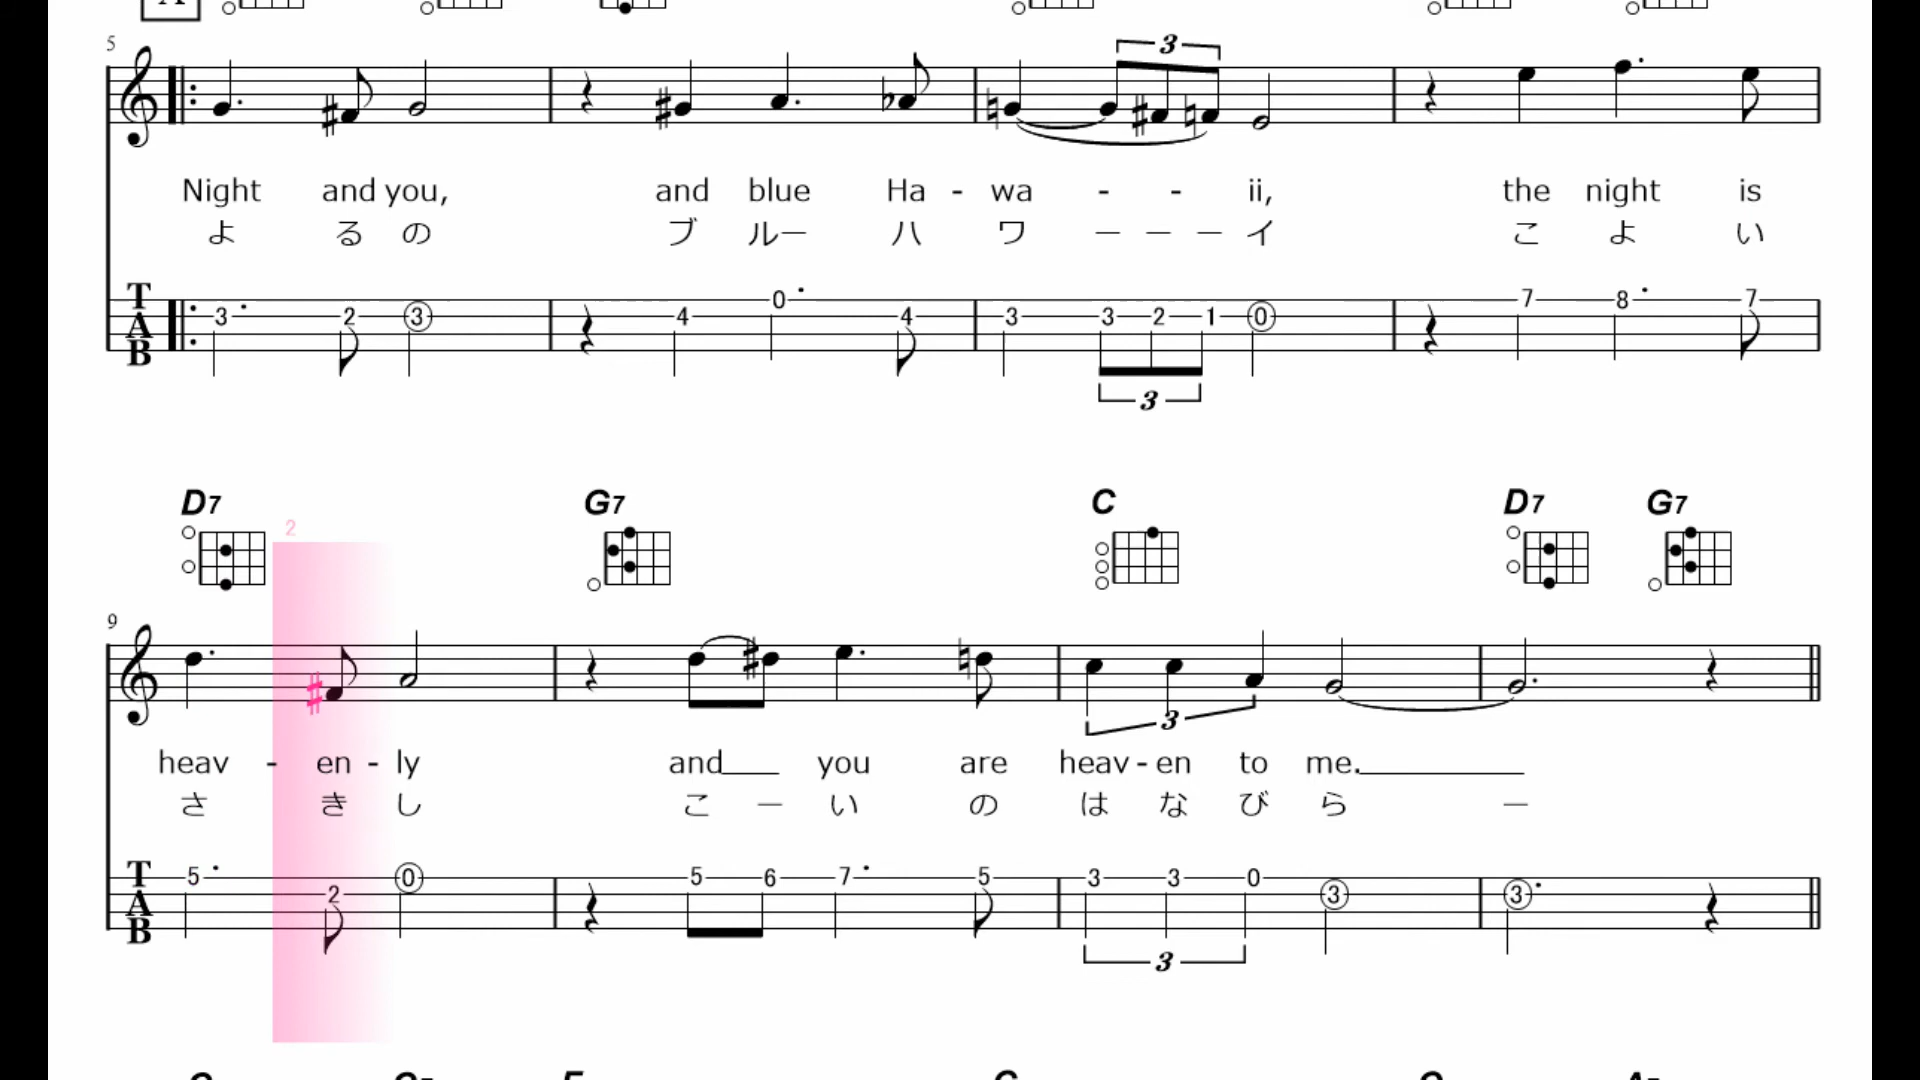 5
3
Night and you, and blue Ha - wa - - ii, the night is
よ る の ブ ルー ハ ワ ー ー ー イ こ よ い
T A B 3 2 3 4 0 4 3 3 2 1 0 7 8 7
3
D7 G7 C D7 G7
2
9
3
heav - en - ly and___ you are heav - en to me.________
さ き し こ ー い の は な び ら ー
T A B 5 2 0 5 6 7 5 3 3 0 3 3
3